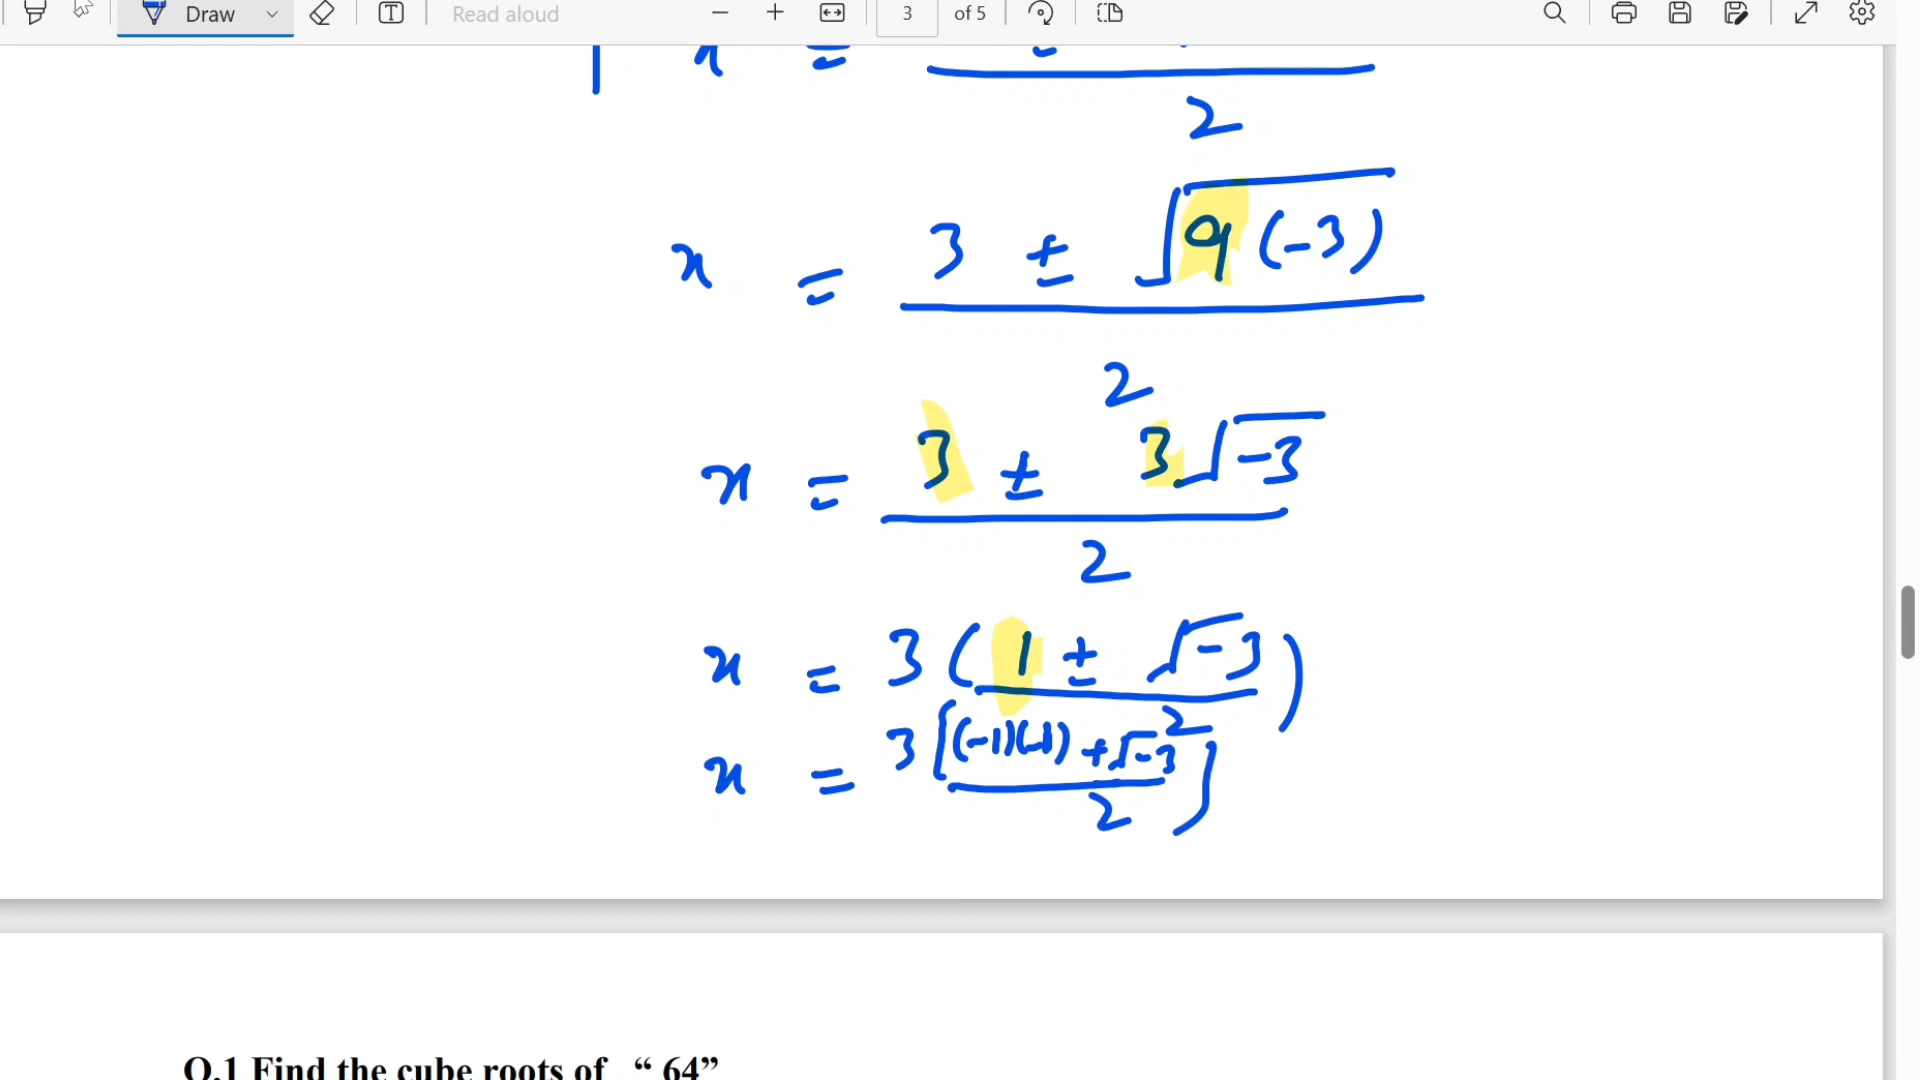 Draw Read aloud 3 of 5
x =
2
x = 3 ± √9(-3)
2
x = 3 ± 3√-3
2
x = 3(1 ± √-3)
2
x = 3[(-1)(-1) + √-3]
2
Q.1 Find the cube roots of “ 64”